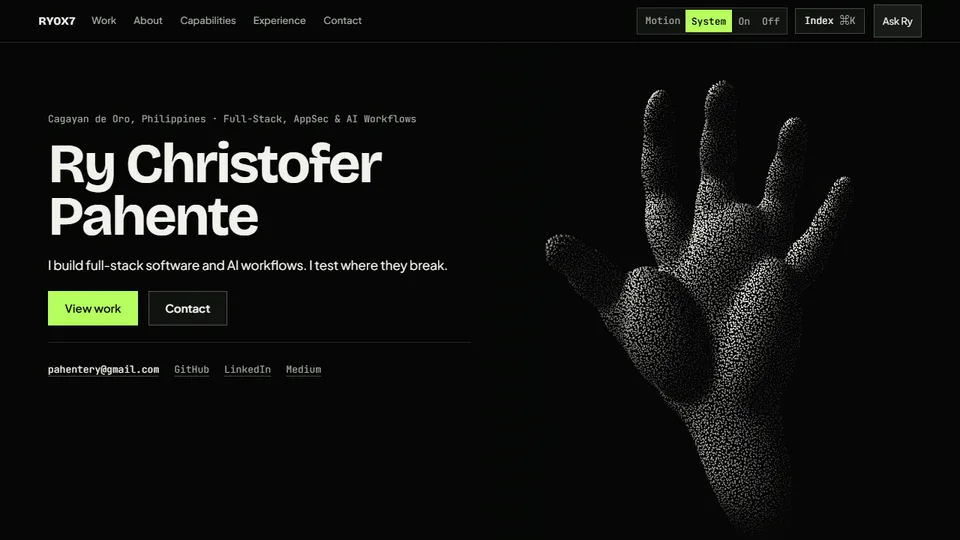 RYOX7 Work About Capabilities Experience Contact Motion System On Off Index ⌘K Ask Ry
Cagayan de Oro, Philippines · Full-Stack, AppSec & AI Workflows
Ry Christofer
Pahente
I build full-stack software and AI workflows. I test where they break.
View work Contact
pahentery@gmail.com GitHub LinkedIn Medium